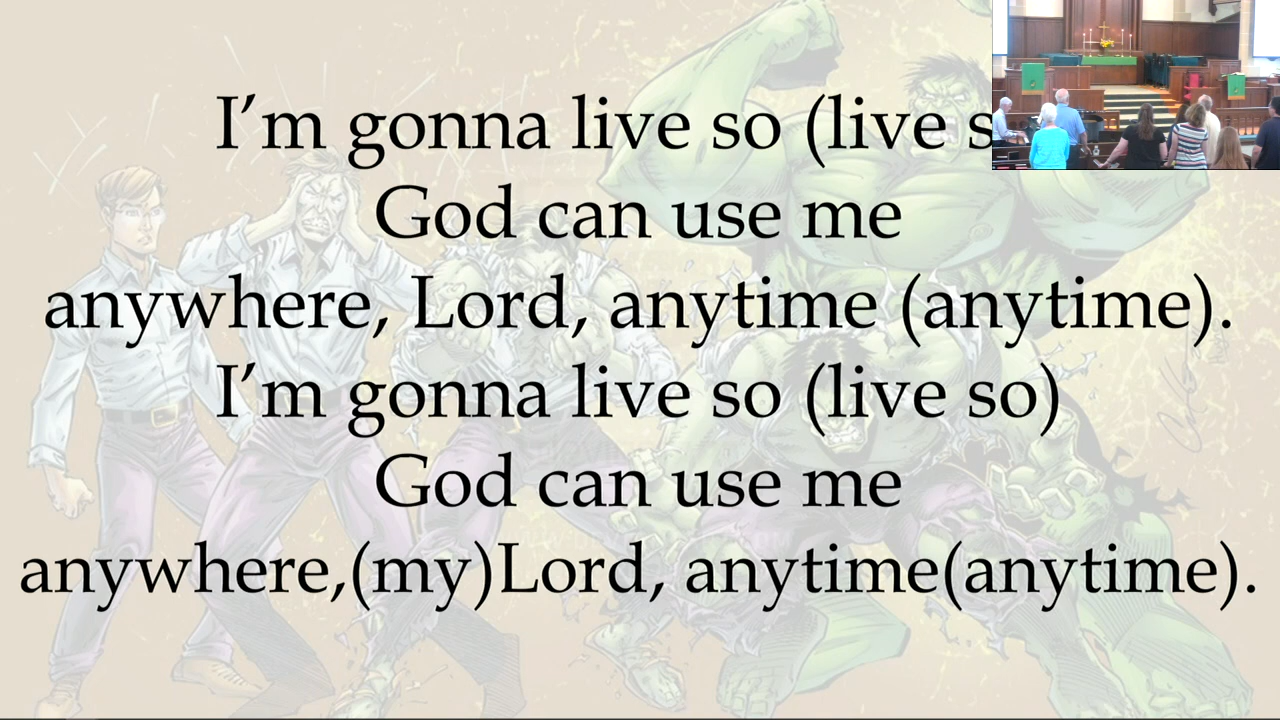 I’m gonna live so (live s
God can use me
anywhere, Lord, anytime (anytime).
I’m gonna live so (live so)
God can use me
anywhere,(my)Lord, anytime(anytime).